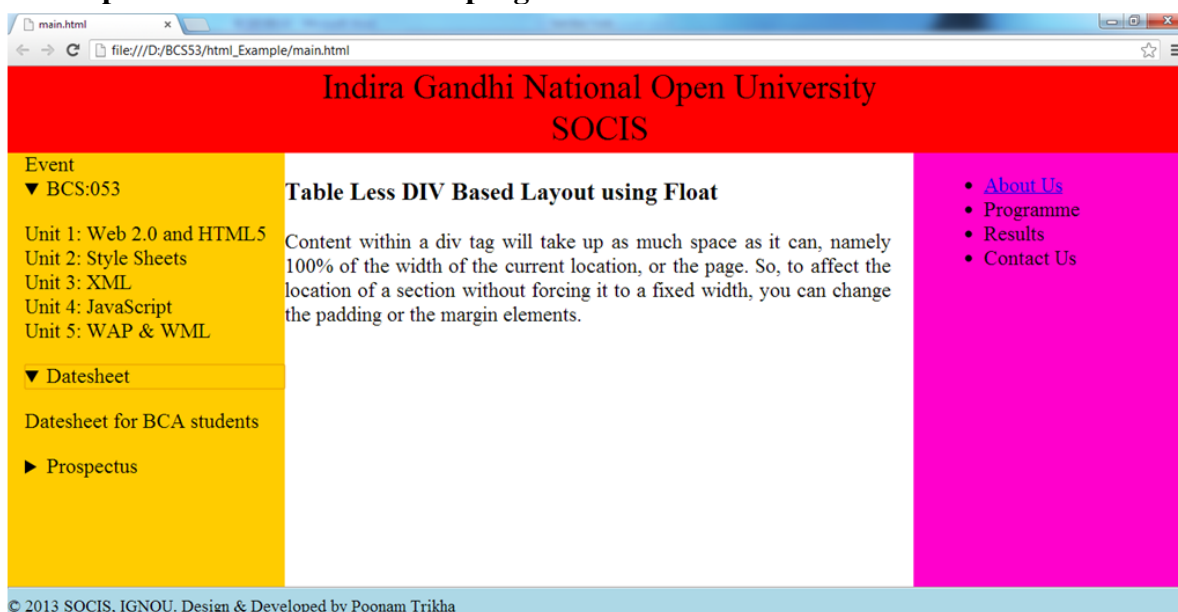 main.html
file:///D:/BCS53/html_Example/main.html
Indira Gandhi National Open University
SOCIS
Event
▼ BCS:053
Unit 1: Web 2.0 and HTML5
Unit 2: Style Sheets
Unit 3: XML
Unit 4: JavaScript
Unit 5: WAP & WML
▼ Datesheet
Datesheet for BCA students
► Prospectus
Table Less DIV Based Layout using Float
Content within a div tag will take up as much space as it can, namely
100% of the width of the current location, or the page. So, to affect the
location of a section without forcing it to a fixed width, you can change
the padding or the margin elements.
• About Us
• Programme
• Results
• Contact Us
© 2013 SOCIS, IGNOU. Design & Developed by Poonam Trikha